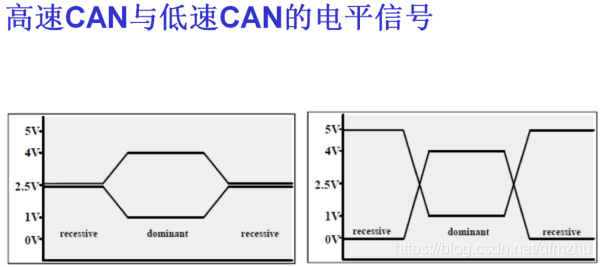 高速CAN与低速CAN的电平信号
5V
4V
2.5V
1V
0V
recessive dominant recessive
5V
4V
2.5V
1V
0V
recessive dominant recessive
https://blog.csdn.net/qfmzhu